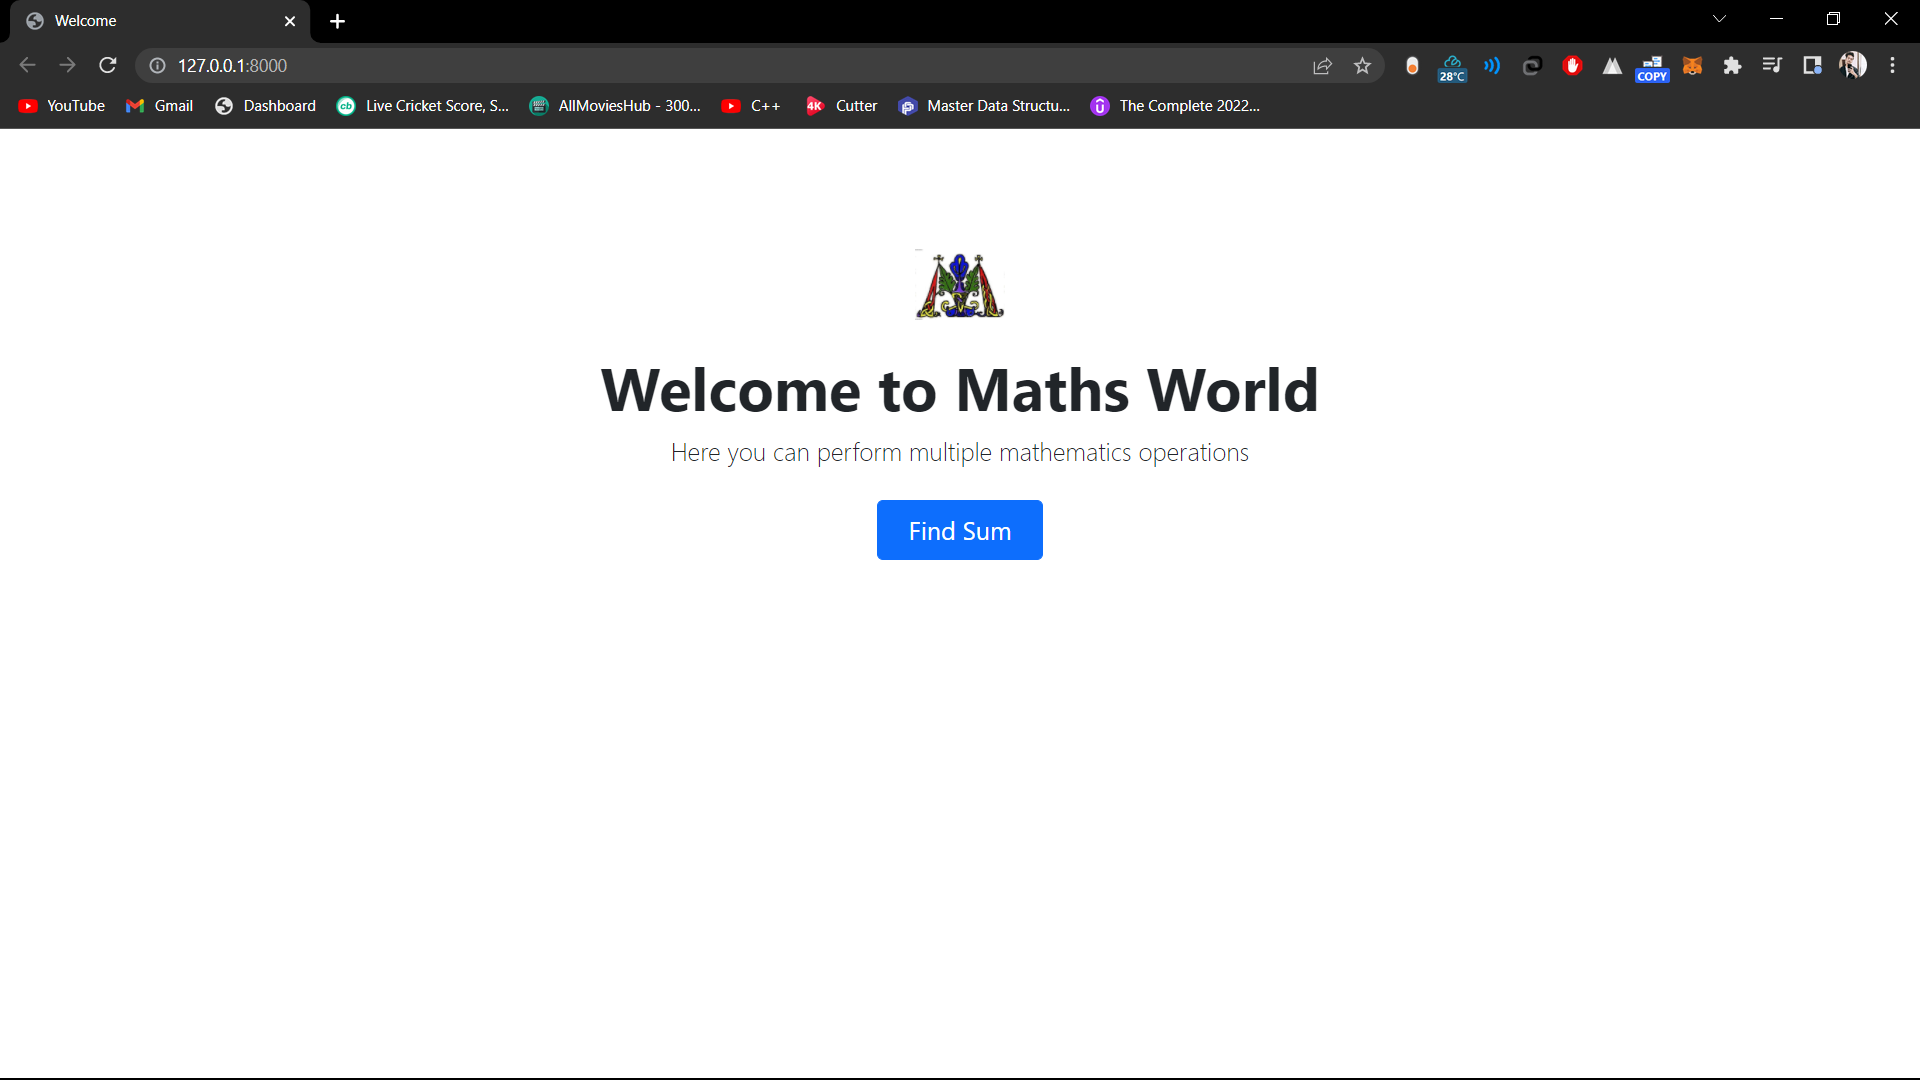 Welcome
127.0.0.1:8000
28°C
COPY
YouTube
Gmail
Dashboard
cb
Live Cricket Score, S...
AllMoviesHub - 300...
C++
4K
Cutter
Master Data Structu...
The Complete 2022...
Welcome to Maths World
Here you can perform multiple mathematics operations
Find Sum